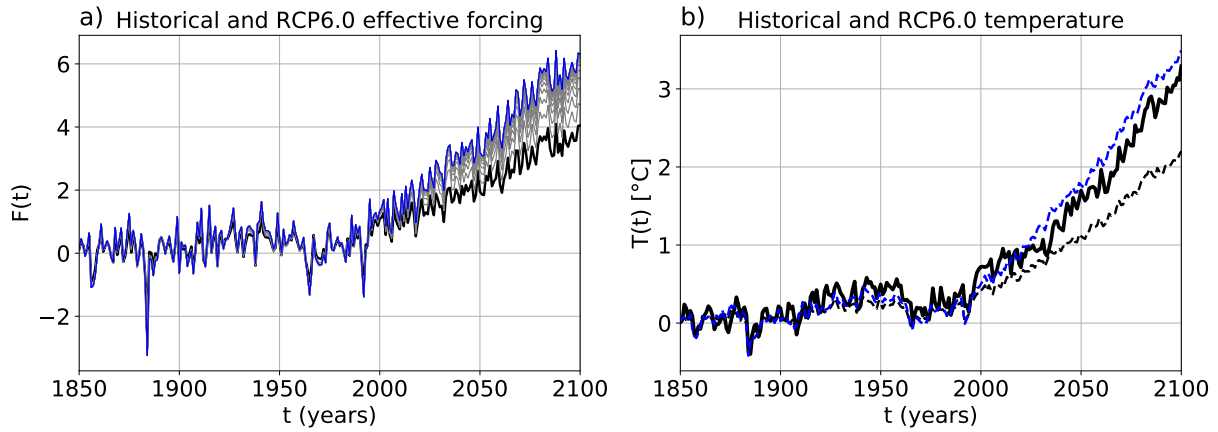 a) Historical and RCP6.0 effective forcing
F(t)
6
4
2
0
−2
1850 1900 1950 2000 2050 2100
t (years)
b) Historical and RCP6.0 temperature
T(t) [°C]
3
2
1
0
1850 1900 1950 2000 2050 2100
t (years)